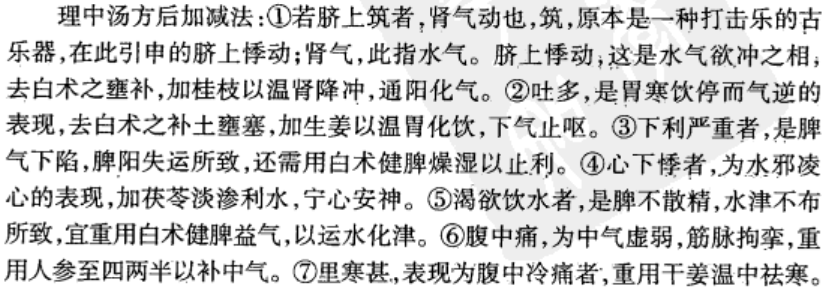 理中汤方后加减法:①若脐上筑者,肾气动也,筑,原本是一种打击乐的古
乐器,在此引申的脐上悸动;肾气,此指水气。脐上悸动,这是水气欲冲之相,
去白术之壅补,加桂枝以温肾降冲,通阳化气。②吐多,是胃寒饮停而气逆的
表现,去白术之补土壅塞,加生姜以温胃化饮,下气止呕。③下利严重者,是脾
气下陷,脾阳失运所致,还需用白术健脾燥湿以止利。④心下悸者,为水邪凌
心的表现,加茯苓淡渗利水,宁心安神。⑤渴欲饮水者,是脾不散精,水津不布
所致,宜重用白术健脾益气,以运水化津。⑥腹中痛,为中气虚弱,筋脉拘挛,重
用人参至四两半以补中气。⑦里寒甚,表现为腹中冷痛者,重用干姜温中祛寒。